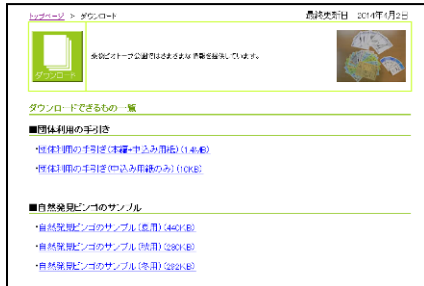 トップページ > ダウンロード
最終更新日 2014年4月2日
ダウンロード
ダウンロードできるもの一覧
■団体利用の手引き
・団体利用の手引き(本編+申込み用紙)(1.4MB)
・団体利用の手引き(申込み用紙のみ)(10KB)
■自然発見ビンゴのサンプル
・自然発見ビンゴのサンプル(夏用)(440KB)
・自然発見ビンゴのサンプル(秋用)(280KB)
・自然発見ビンゴのサンプル(冬用)(292KB)